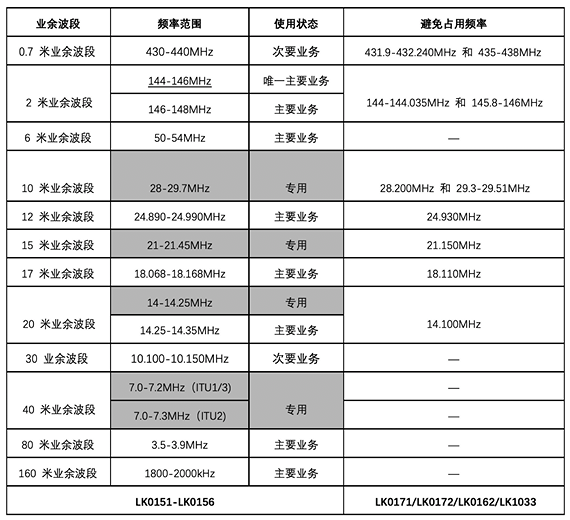 业余波段 频率范围 使用状态 避免占用频率
0.7 米业余波段 430-440MHz 次要业务 431.9-432.240MHz 和 435-438MHz
2 米业余波段 144-146MHz 唯一主要业务 144-144.035MHz 和 145.8-146MHz
146-148MHz 主要业务
6 米业余波段 50-54MHz 主要业务 —
10 米业余波段 28-29.7MHz 专用 28.200MHz 和 29.3-29.51MHz
12 米业余波段 24.890-24.990MHz 主要业务 24.930MHz
15 米业余波段 21-21.45MHz 专用 21.150MHz
17 米业余波段 18.068-18.168MHz 主要业务 18.110MHz
20 米业余波段 14-14.25MHz 专用 14.100MHz
14.25-14.35MHz 主要业务
30 业余波段 10.100-10.150MHz 次要业务 —
40 米业余波段 7.0-7.2MHz（ITU1/3） 专用 —
7.0-7.3MHz（ITU2） —
80 米业余波段 3.5-3.9MHz 主要业务 —
160 米业余波段 1800-2000kHz 主要业务 —
LK0151-LK0156 LK0171/LK0172/LK0162/LK1033